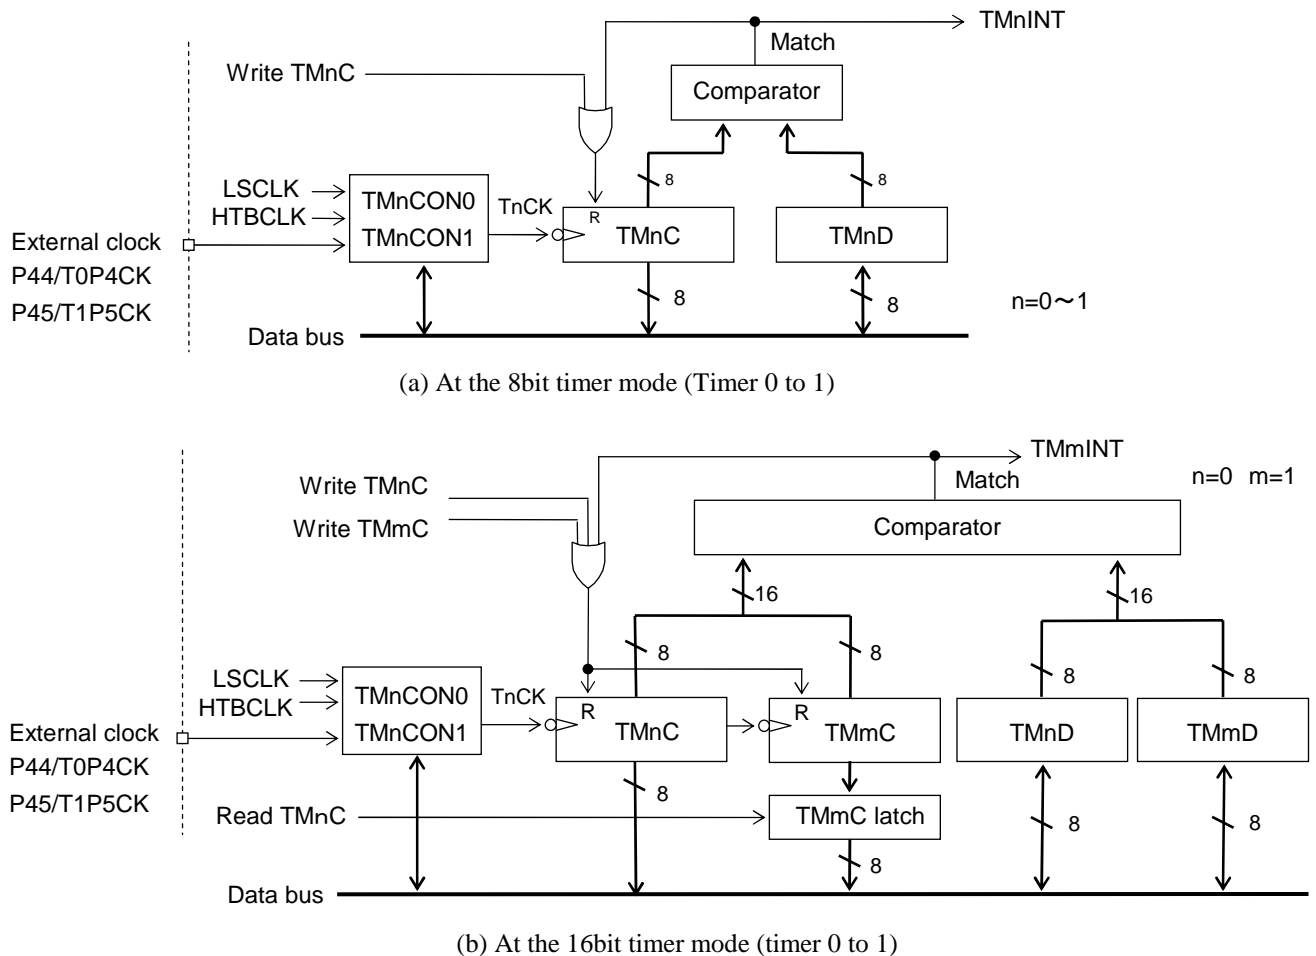 TMnINT
Match
Write TMnC
Comparator
8
8
LSCLK
HTBCLK
TMnCON0
TMnCON1
TnCK
R
TMnC
TMnD
External clock
P44/T0P4CK
P45/T1P5CK
8
8
n=0～1
Data bus
(a) At the 8bit timer mode (Timer 0 to 1)
TMmINT
Match
n=0 m=1
Write TMnC
Write TMmC
Comparator
16
16
8
8
8
8
LSCLK
HTBCLK
TMnCON0
TMnCON1
TnCK
R
TMnC
R
TMmC
TMnD
TMmD
External clock
P44/T0P4CK
P45/T1P5CK
8
Read TMnC
TMmC latch
8
8
8
Data bus
(b) At the 16bit timer mode (timer 0 to 1)